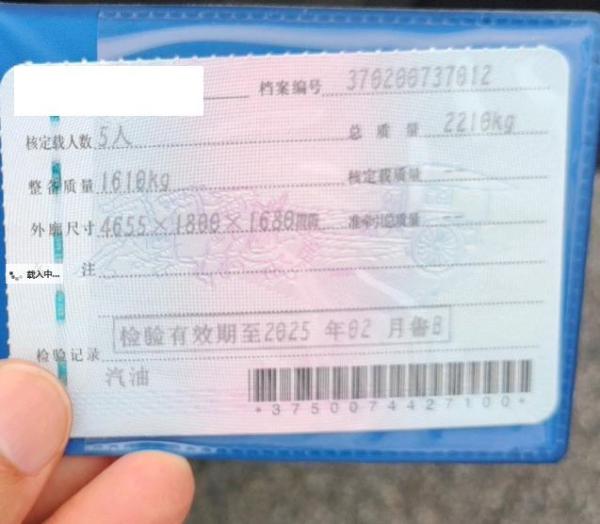 档案编号 370200737012
核定载人数 5人 总质量 2210kg
整备质量 1610kg 核定载质量 --
外廓尺寸 4655×1800×1680mm 准牵引总质量 --
载入中... 注
检验有效期至2025 年02 月鲁B
检验记录
汽油
*3750074427100*